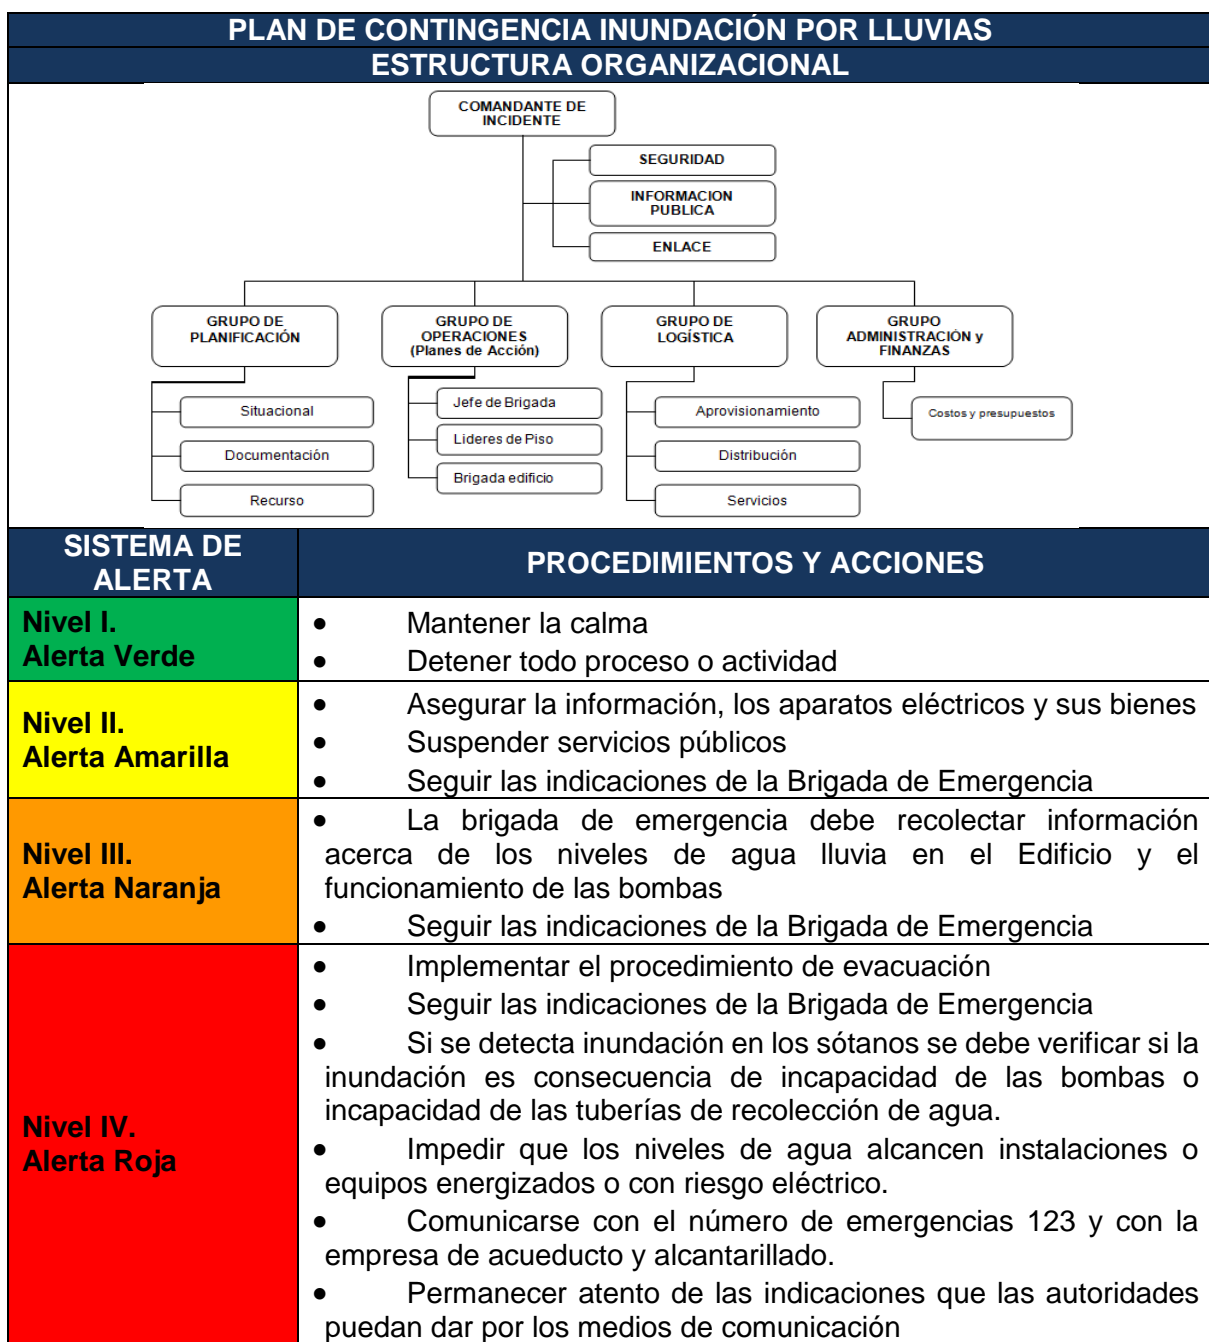 PLAN DE CONTINGENCIA INUNDACIÓN POR LLUVIAS
ESTRUCTURA ORGANIZACIONAL
COMANDANTE DE
INCIDENTE
SEGURIDAD
INFORMACION
PUBLICA
ENLACE
GRUPO DE
PLANIFICACIÓN
GRUPO DE
OPERACIONES
(Planes de Acción)
GRUPO DE
LOGÍSTICA
GRUPO
ADMINISTRACIÓN y
FINANZAS
Situacional
Documentación
Recurso
Jefe de Brigada
Lideres de Piso
Brigada edificio
Aprovisionamiento
Distribución
Servicios
Costos y presupuestos
SISTEMA DE
ALERTA
PROCEDIMIENTOS Y ACCIONES
Nivel I.
Alerta Verde
• Mantener la calma
• Detener todo proceso o actividad
Nivel II.
Alerta Amarilla
• Asegurar la información, los aparatos eléctricos y sus bienes
• Suspender servicios públicos
• Seguir las indicaciones de la Brigada de Emergencia
Nivel III.
Alerta Naranja
• La brigada de emergencia debe recolectar información
acerca de los niveles de agua lluvia en el Edificio y el
funcionamiento de las bombas
• Seguir las indicaciones de la Brigada de Emergencia
Nivel IV.
Alerta Roja
• Implementar el procedimiento de evacuación
• Seguir las indicaciones de la Brigada de Emergencia
• Si se detecta inundación en los sótanos se debe verificar si la
inundación es consecuencia de incapacidad de las bombas o
incapacidad de las tuberías de recolección de agua.
• Impedir que los niveles de agua alcancen instalaciones o
equipos energizados o con riesgo eléctrico.
• Comunicarse con el número de emergencias 123 y con la
empresa de acueducto y alcantarillado.
• Permanecer atento de las indicaciones que las autoridades
puedan dar por los medios de comunicación